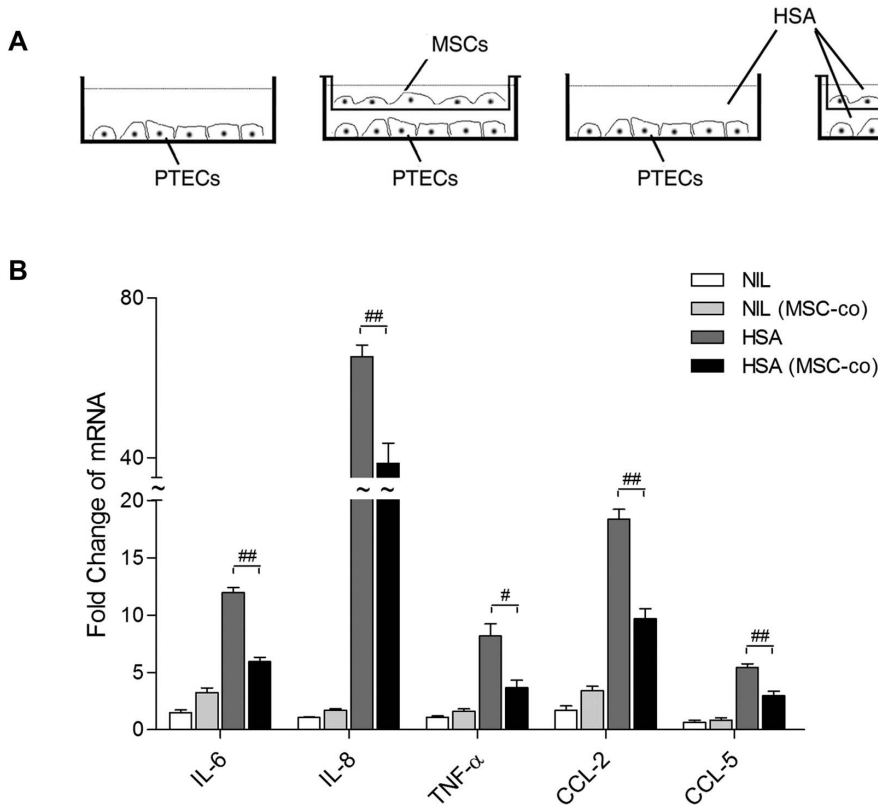 A
MSCs
HSA
PTECs
PTECs
PTECs
B
NIL
NIL (MSC-co)
HSA
HSA (MSC-co)
Fold Change of mRNA
80
40
20
15
10
5
0
~
~ ~
##
##
#
##
##
IL-6
IL-8
TNF-α
CCL-2
CCL-5